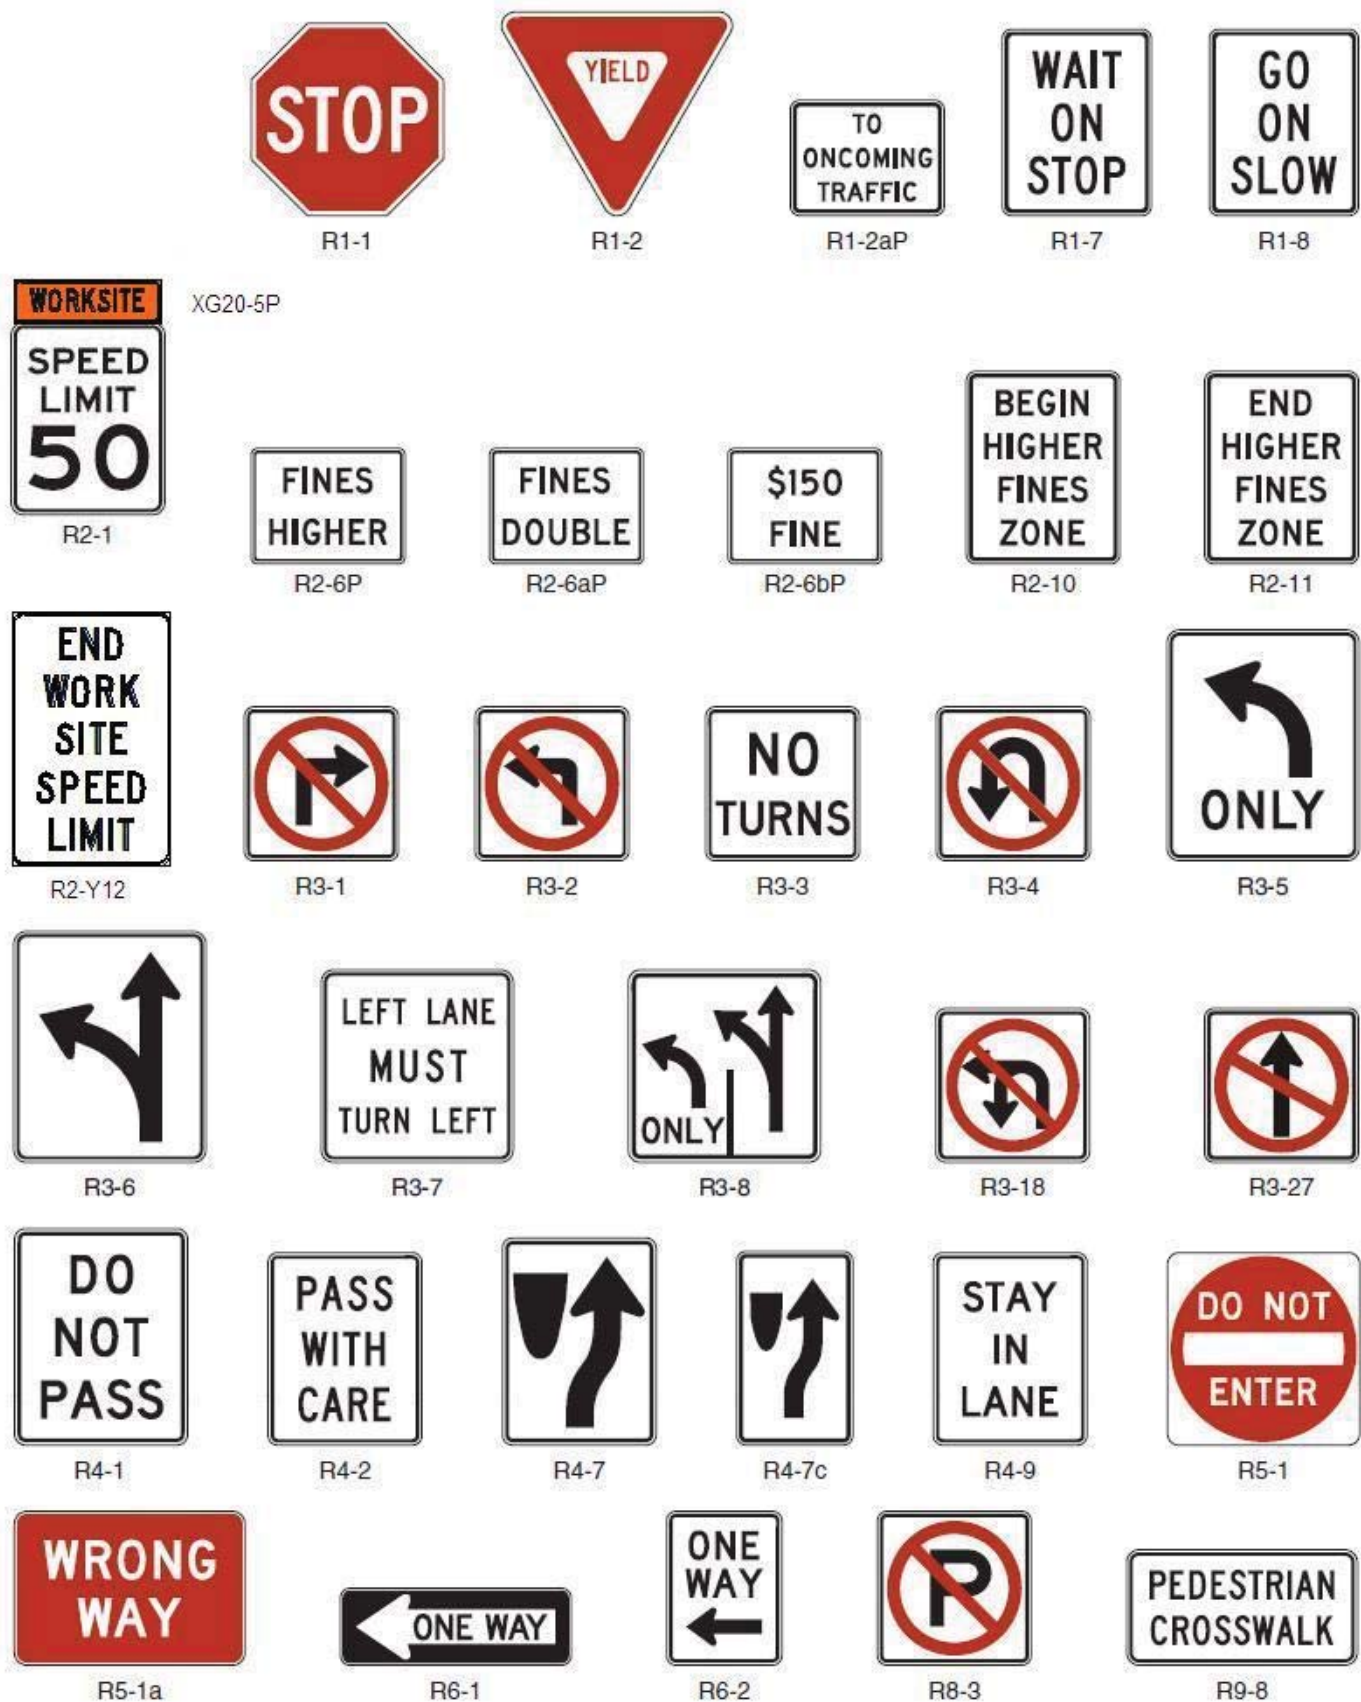 STOP
R1-1
YIELD
R1-2
TO
ONCOMING
TRAFFIC
R1-2aP
WAIT
ON
STOP
R1-7
GO
ON
SLOW
R1-8
WORKSITE
XG20-5P
SPEED
LIMIT
50
R2-1
FINES
HIGHER
R2-6P
FINES
DOUBLE
R2-6aP
$150
FINE
R2-6bP
BEGIN
HIGHER
FINES
ZONE
R2-10
END
HIGHER
FINES
ZONE
R2-11
END
WORK
SITE
SPEED
LIMIT
R2-Y12
R3-1
R3-2
NO
TURNS
R3-3
R3-4
ONLY
R3-5
R3-6
LEFT LANE
MUST
TURN LEFT
R3-7
ONLY
R3-8
R3-18
R3-27
DO
NOT
PASS
R4-1
PASS
WITH
CARE
R4-2
R4-7
R4-7c
STAY
IN
LANE
R4-9
DO NOT
ENTER
R5-1
WRONG
WAY
R5-1a
ONE WAY
R6-1
ONE
WAY
R6-2
P
R8-3
PEDESTRIAN
CROSSWALK
R9-8